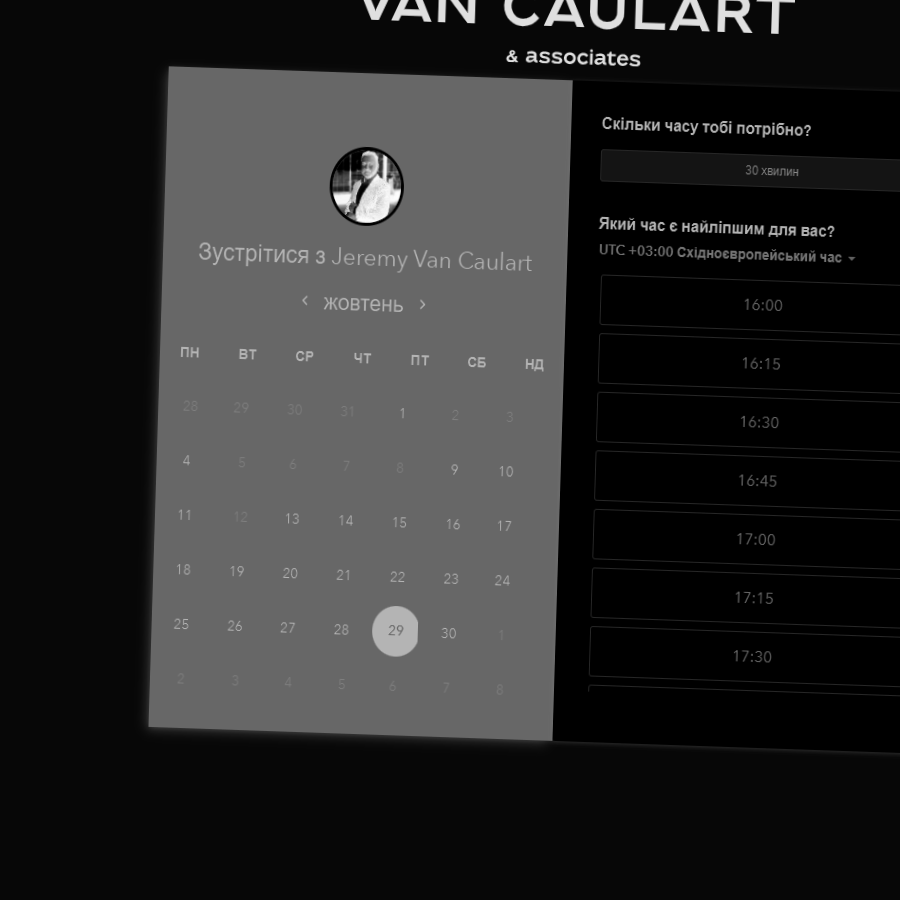 VAN CAULART
& associates
Зустрітися з Jeremy Van Caulart
жовтень
ПН ВТ СР ЧТ ПТ СБ НД
28 29 30 31 1 2 3
4 5 6 7 8 9 10
11 12 13 14 15 16 17
18 19 20 21 22 23 24
25 26 27 28 29 30 1
2 3 4 5 6 7 8
Скільки часу тобі потрібно?
30 хвилин
Який час є найліпшим для вас?
UTC +03:00 Східноєвропейський час
16:00
16:15
16:30
16:45
17:00
17:15
17:30